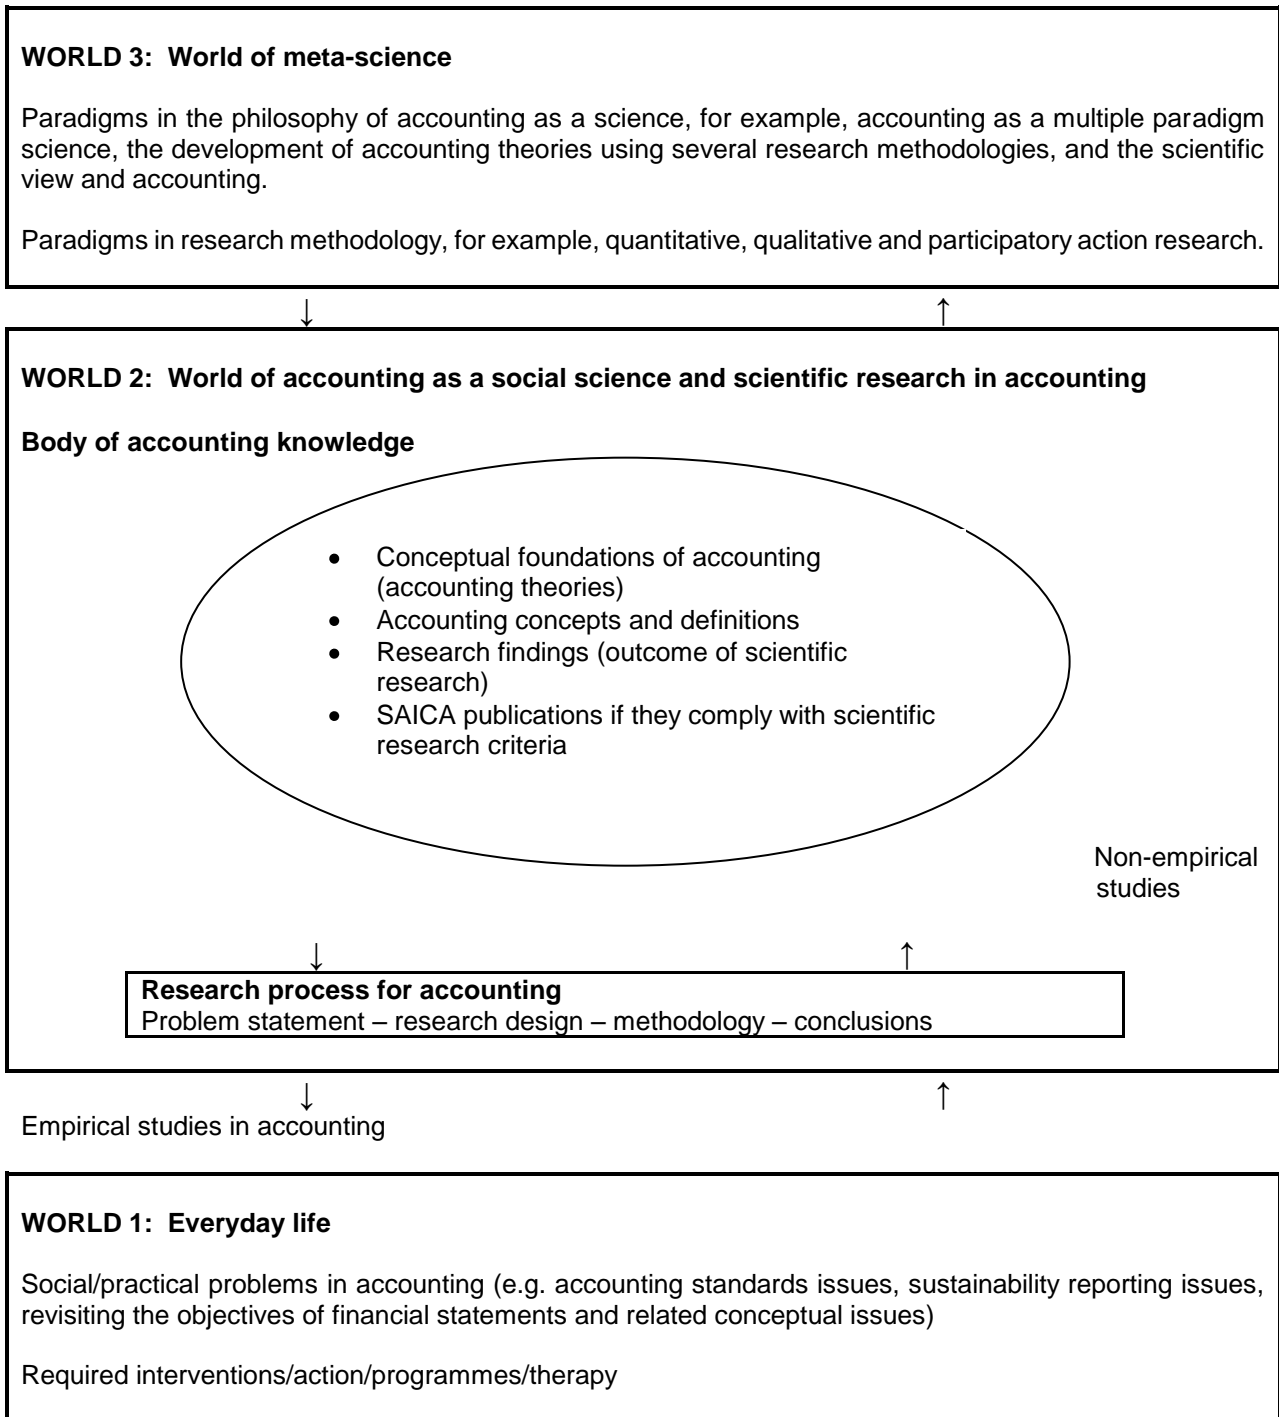 WORLD 3: World of meta-science
Paradigms in the philosophy of accounting as a science, for example, accounting as a multiple paradigm
science, the development of accounting theories using several research methodologies, and the scientific
view and accounting.
Paradigms in research methodology, for example, quantitative, qualitative and participatory action research.
↓ ↑
WORLD 2: World of accounting as a social science and scientific research in accounting
Body of accounting knowledge
• Conceptual foundations of accounting
(accounting theories)
• Accounting concepts and definitions
• Research findings (outcome of scientific
research)
• SAICA publications if they comply with scientific
research criteria
Non-empirical
studies
↓ ↑
Research process for accounting
Problem statement – research design – methodology – conclusions
↓ ↑
Empirical studies in accounting
WORLD 1: Everyday life
Social/practical problems in accounting (e.g. accounting standards issues, sustainability reporting issues,
revisiting the objectives of financial statements and related conceptual issues)
Required interventions/action/programmes/therapy